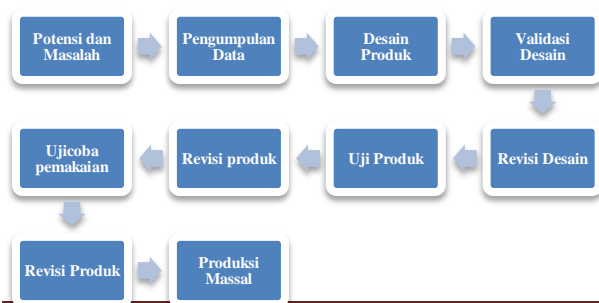 Potensi dan
Masalah
Pengumpulan
Data
Desain
Produk
Validasi
Desain
Revisi Desain
Uji Produk
Revisi produk
Ujicoba
pemakaian
Revisi Produk
Produksi
Massal